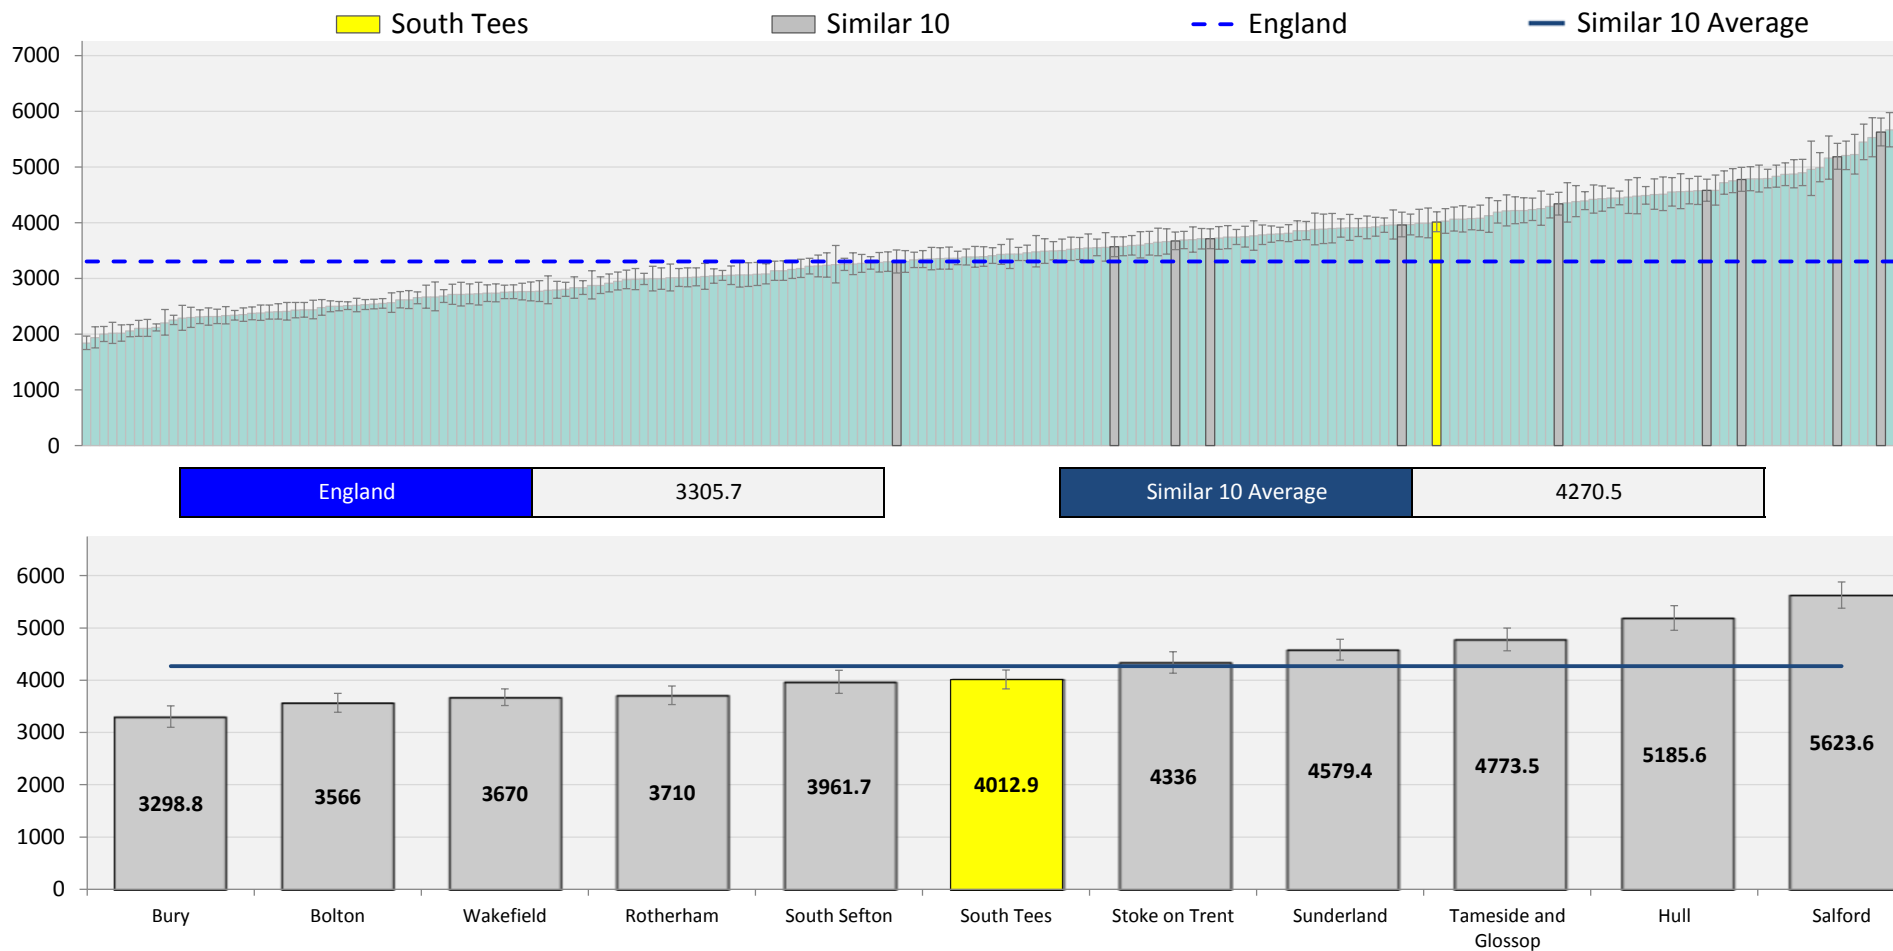 South Tees
Similar 10
England
Similar 10 Average
7000
6000
5000
4000
3000
2000
1000
0
England 3305.7
Similar 10 Average 4270.5
6000
5000
4000
3000
2000
1000
0
3298.8
3566
3670
3710
3961.7
4012.9
4336
4579.4
4773.5
5185.6
5623.6
Bury
Bolton
Wakefield
Rotherham
South Sefton
South Tees
Stoke on Trent
Sunderland
Tameside and
Glossop
Hull
Salford